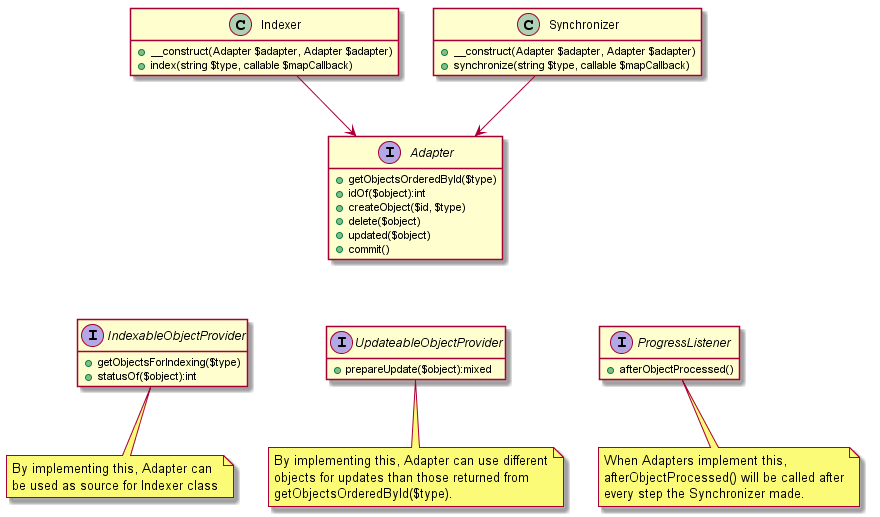 C Indexer
__construct(Adapter $adapter, Adapter $adapter)
index(string $type, callable $mapCallback)
C Synchronizer
__construct(Adapter $adapter, Adapter $adapter)
synchronize(string $type, callable $mapCallback)
I Adapter
getObjectsOrderedById($type)
idOf($object):int
createObject($id, $type)
delete($object)
updated($object)
commit()
I IndexableObjectProvider
getObjectsForIndexing($type)
statusOf($object):int
I UpdateableObjectProvider
prepareUpdate($object):mixed
I ProgressListener
afterObjectProcessed()
By implementing this, Adapter can
be used as source for Indexer class
By implementing this, Adapter can use different
objects for updates than those returned from
getObjectsOrderedById($type).
When Adapters implement this,
afterObjectProcessed() will be called after
every step the Synchronizer made.